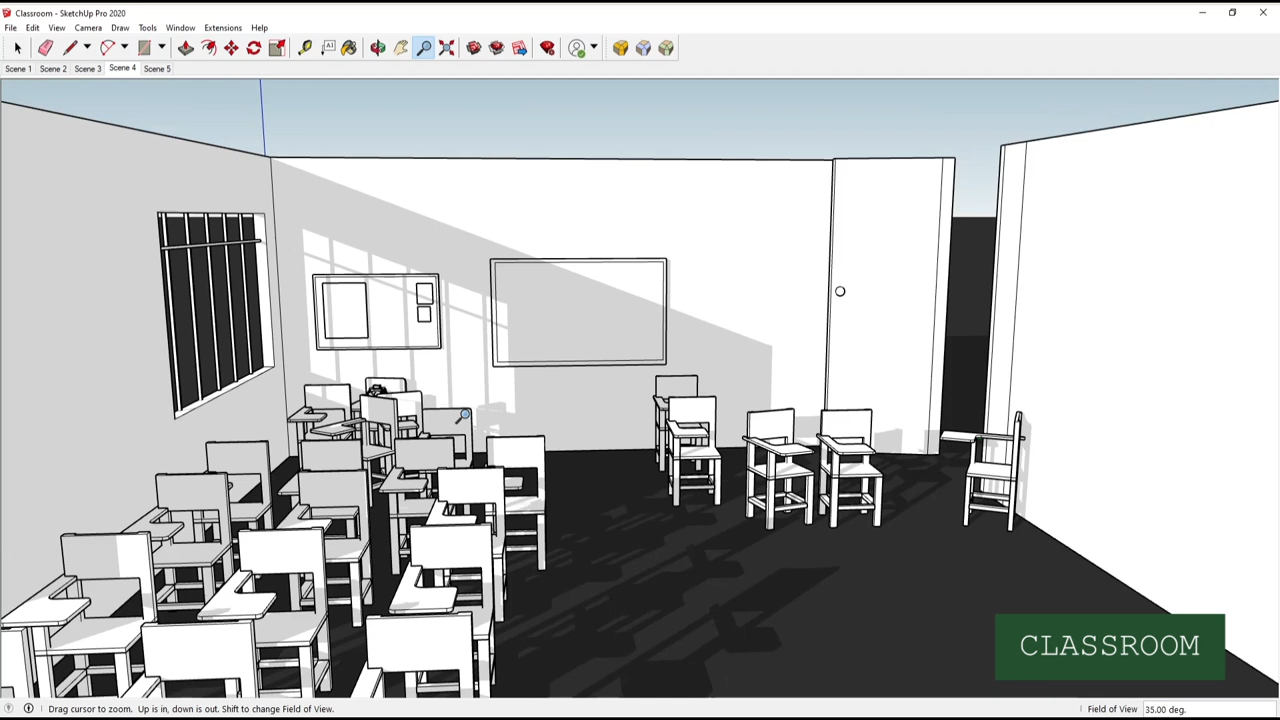 Classroom - SketchUp Pro 2020
File Edit View Camera Draw Tools Window Extensions Help
Scene 1 Scene 2 Scene 3 Scene 4 Scene 5
CLASSROOM
Drag cursor to zoom. Up is in, down is out. Shift to change Field of View. Field of View 35.00 deg.